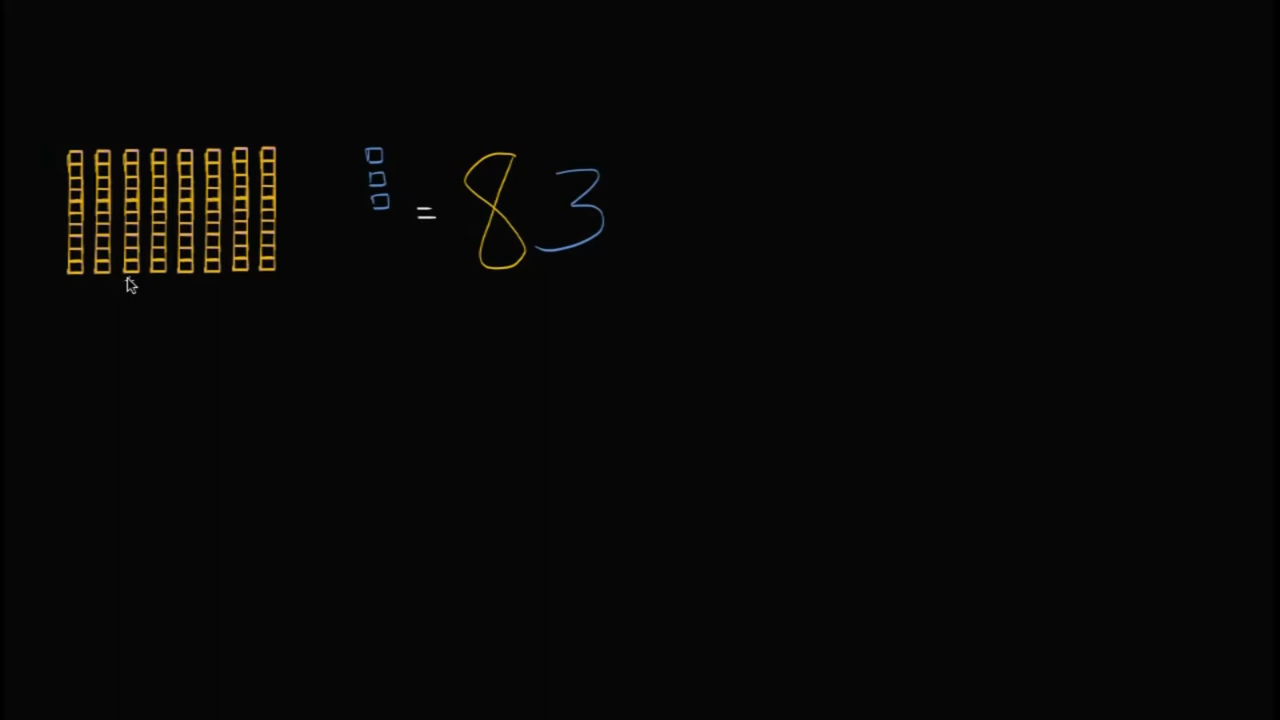 = 83